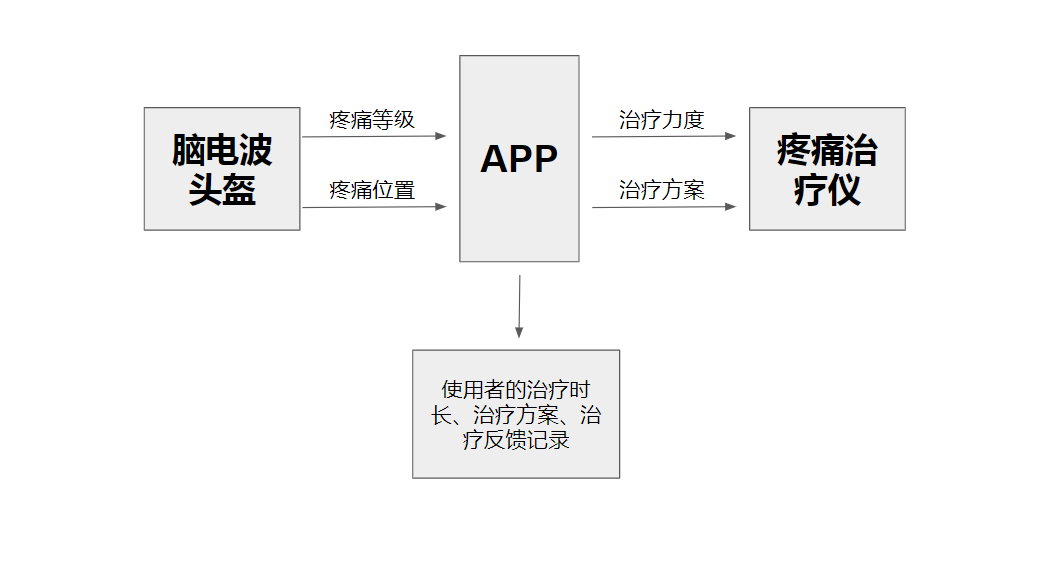 脑电波
头盔
疼痛等级
疼痛位置
APP
治疗力度
治疗方案
疼痛治
疗仪
使用者的治疗时
长、治疗方案、治
疗反馈记录